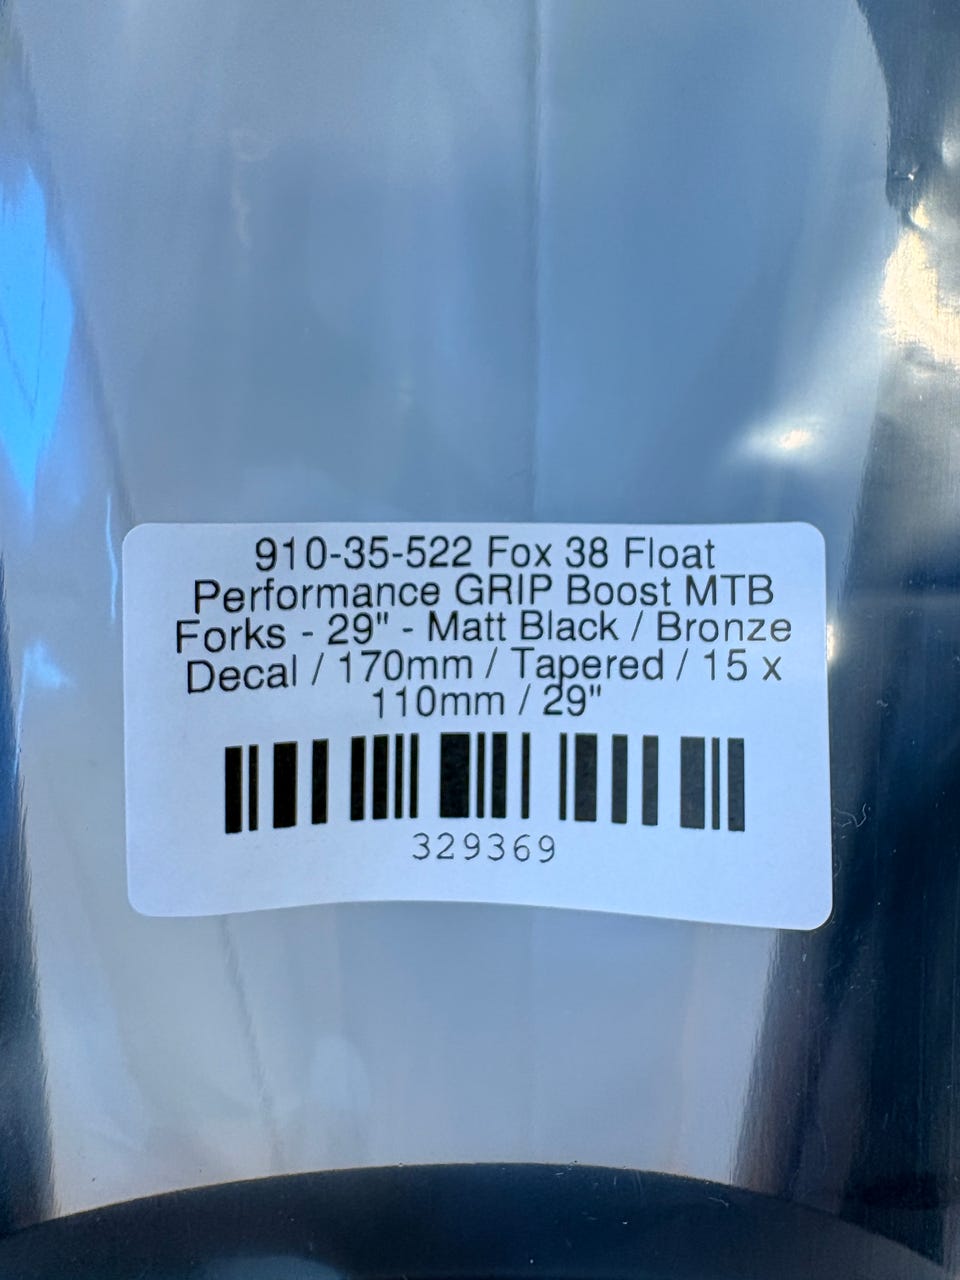 910-35-522 Fox 38 Float
Performance GRIP Boost MTB
Forks - 29" - Matt Black / Bronze
Decal / 170mm / Tapered / 15 x
110mm / 29"
329369